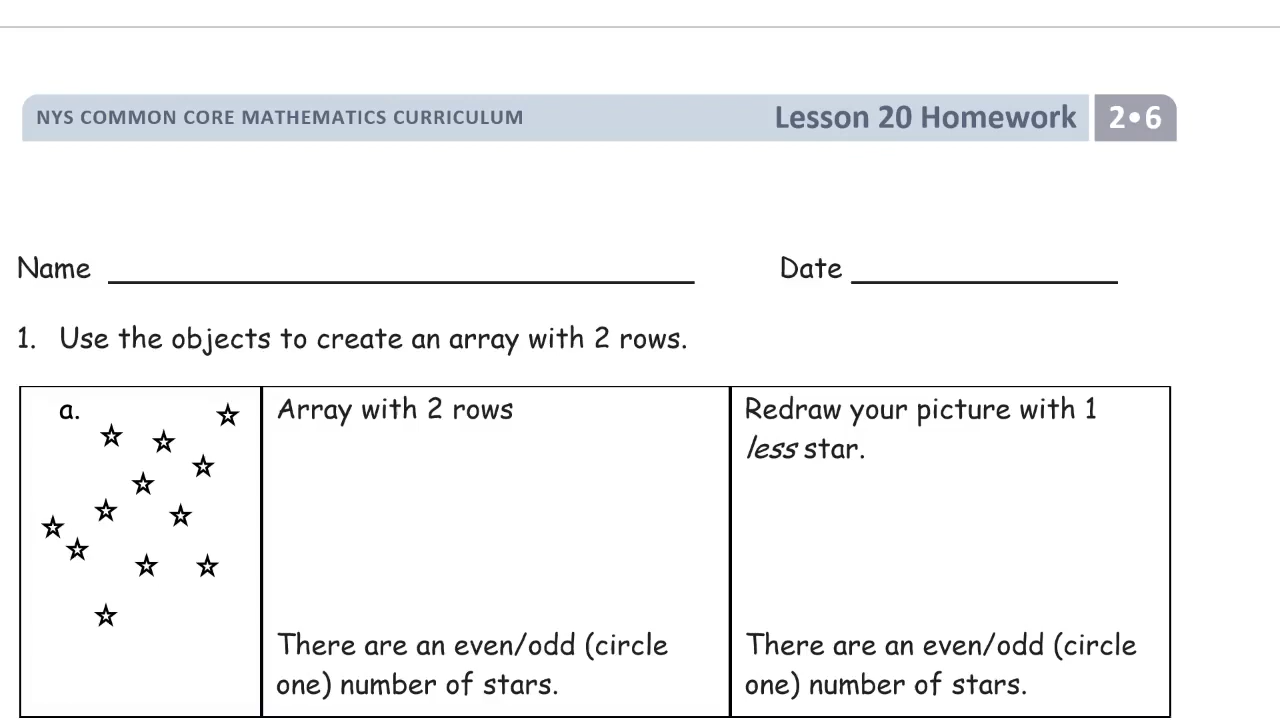 NYS COMMON CORE MATHEMATICS CURRICULUM
Lesson 20 Homework 2•6
Name
Date
1. Use the objects to create an array with 2 rows.
a.
Array with 2 rows
There are an even/odd (circle
one) number of stars.
Redraw your picture with 1
less star.
There are an even/odd (circle
one) number of stars.